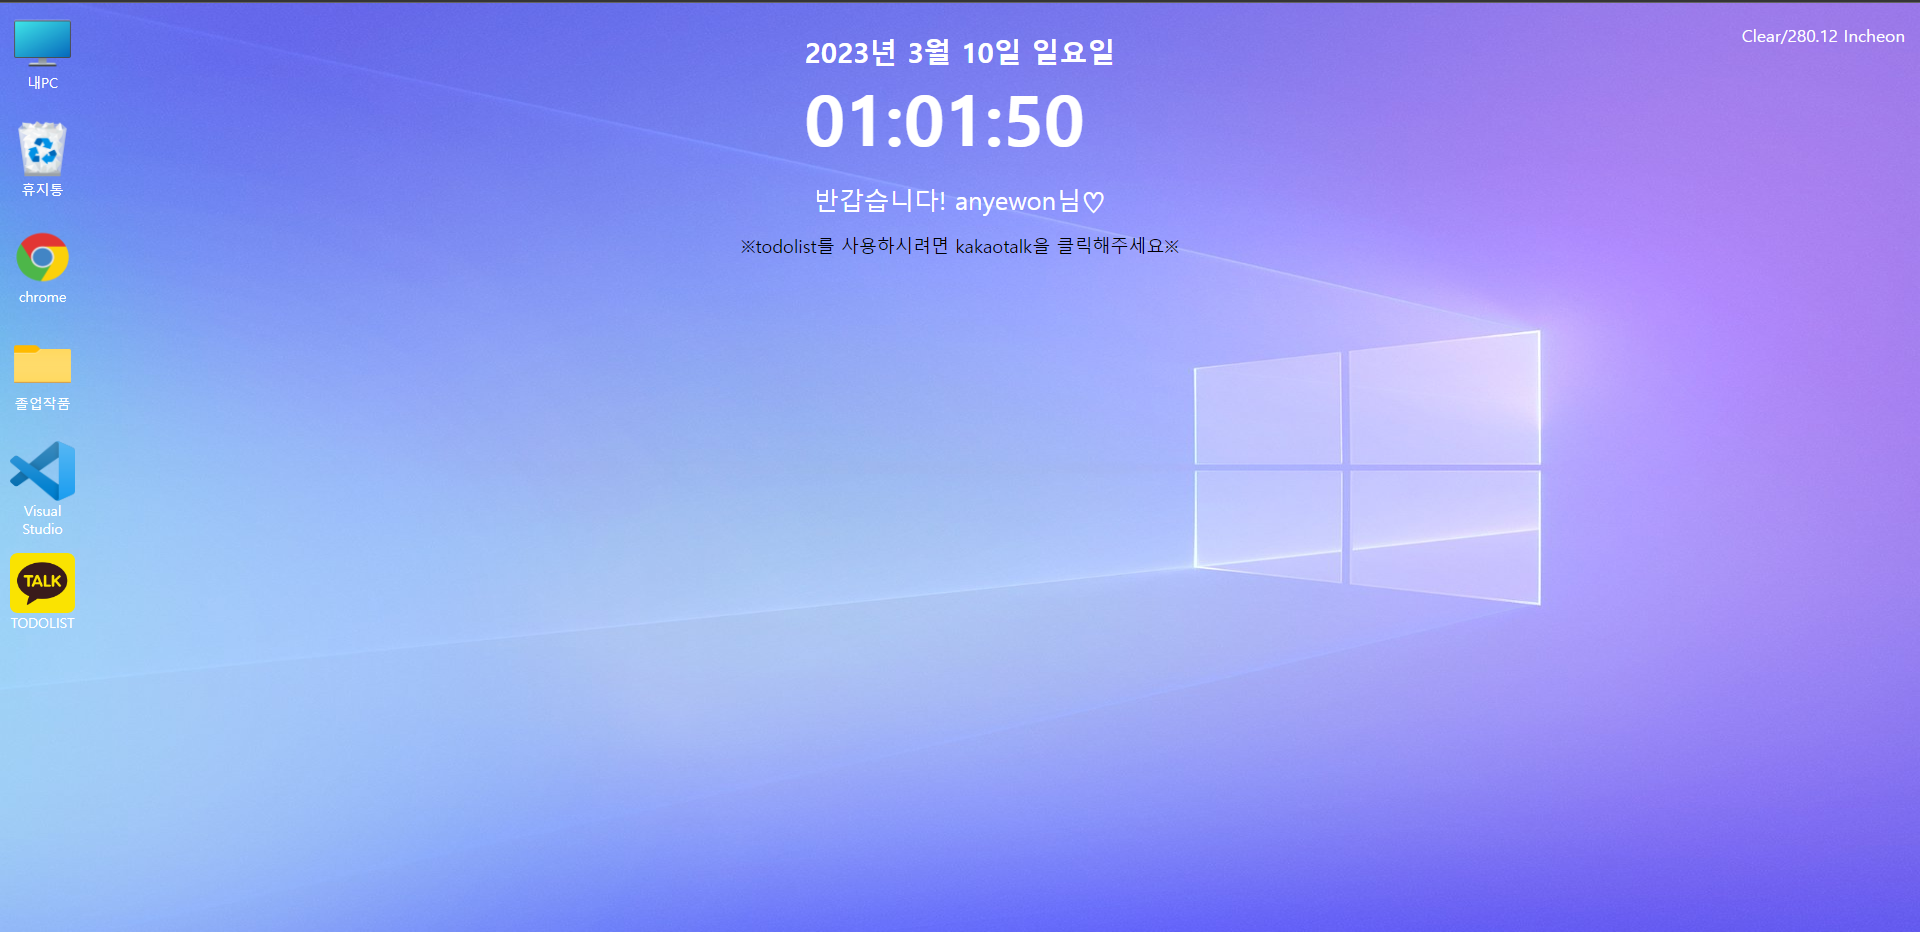 2023년 3월 10일 일요일
01:01:50
반갑습니다! anyewon님♡
※todolist를 사용하시려면 kakaotalk을 클릭해주세요※
Clear/280.12 Incheon
내PC
휴지통
chrome
졸업작품
Visual
Studio
TALK
TODOLIST